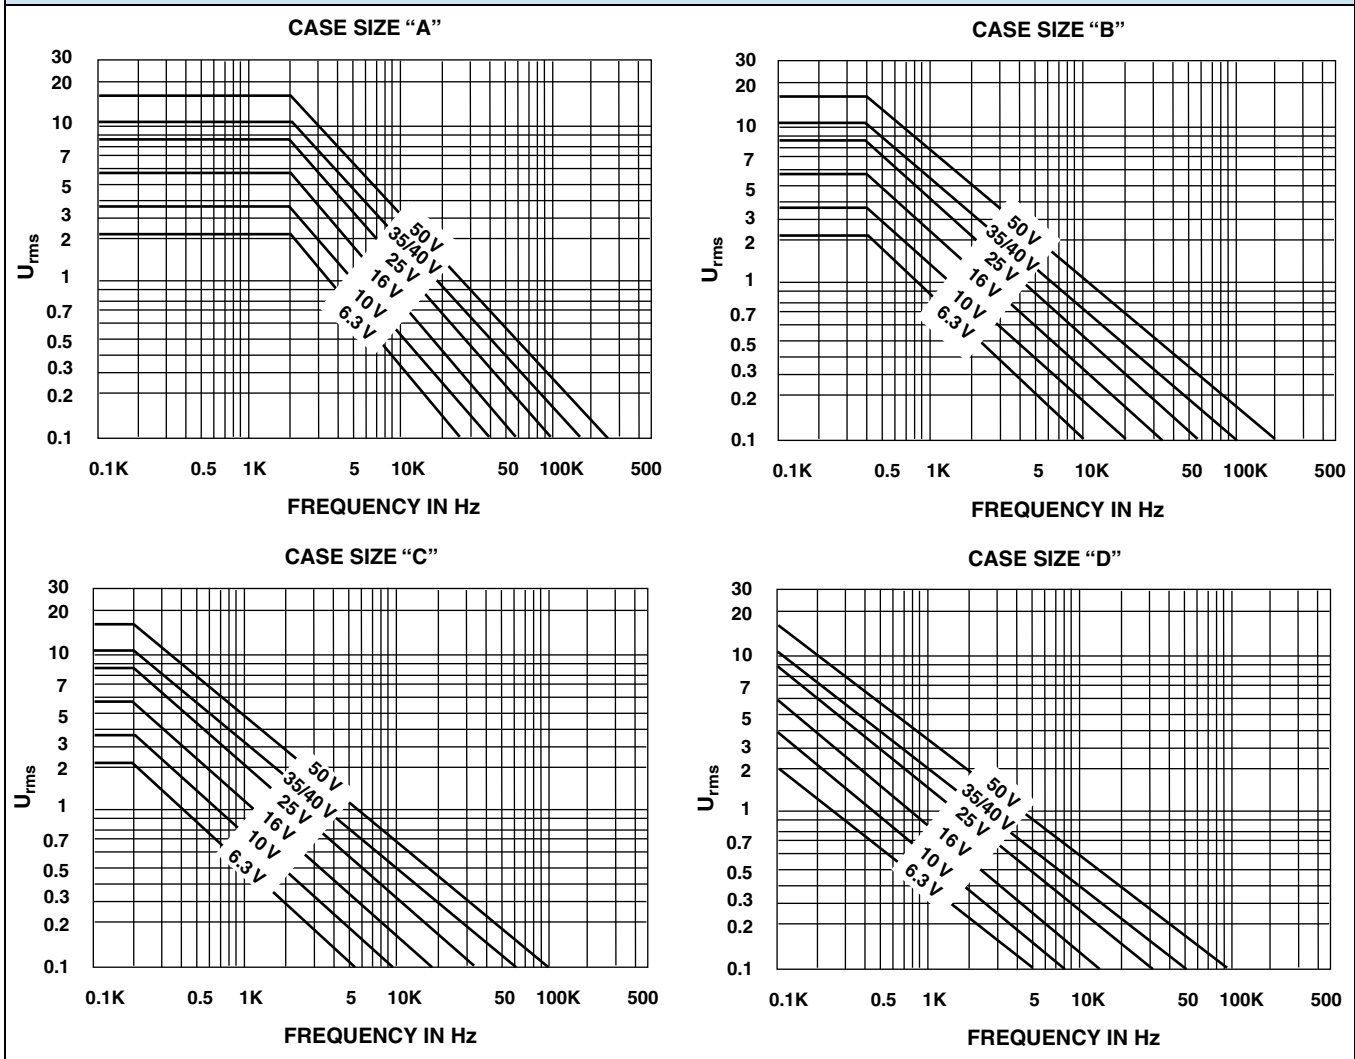 CASE SIZE “A”
30
20
10
7
5
3
2
1
0.7
0.5
0.3
0.2
0.1
Urms
50 V
35/40 V
25 V
16 V
10 V
6.3 V
0.1K 0.5 1K 5 10K 50 100K 500
FREQUENCY IN Hz
CASE SIZE “B”
30
20
10
7
5
3
2
1
0.7
0.5
0.3
0.2
0.1
Urms
50 V
35/40 V
25 V
16 V
10 V
6.3 V
0.1K 0.5 1K 5 10K 50 100K 500
FREQUENCY IN Hz
CASE SIZE “C”
30
20
10
7
5
3
2
1
0.7
0.5
0.3
0.2
0.1
Urms
50 V
35/40 V
25 V
16 V
10 V
6.3 V
0.1K 0.5 1K 5 10K 50 100K 500
FREQUENCY IN Hz
CASE SIZE “D”
30
20
10
7
5
3
2
1
0.7
0.5
0.3
0.2
0.1
Urms
50 V
35/40 V
25 V
16 V
10 V
6.3 V
0.1K 0.5 1K 5 10K 50 100K 500
FREQUENCY IN Hz